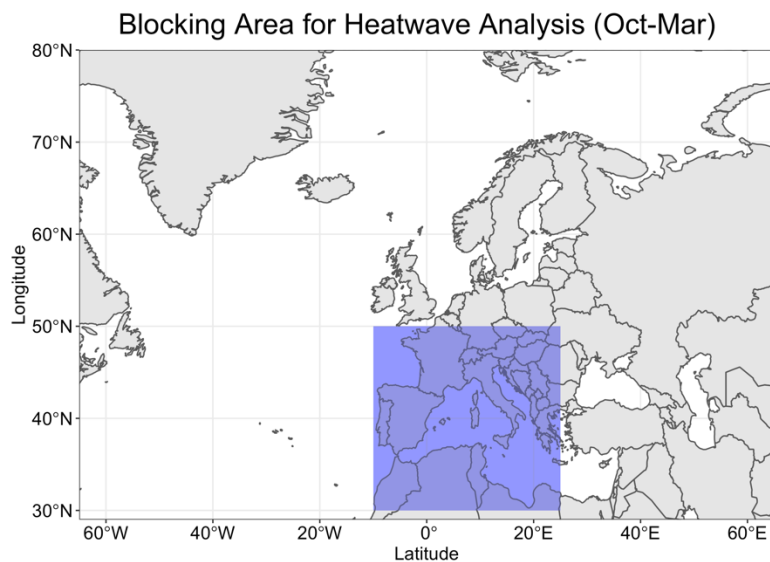 Blocking Area for Heatwave Analysis (Oct-Mar)
80°N
70°N
60°N
50°N
40°N
30°N
Longitude
60°W
40°W
20°W
0°
20°E
40°E
60°E
Latitude